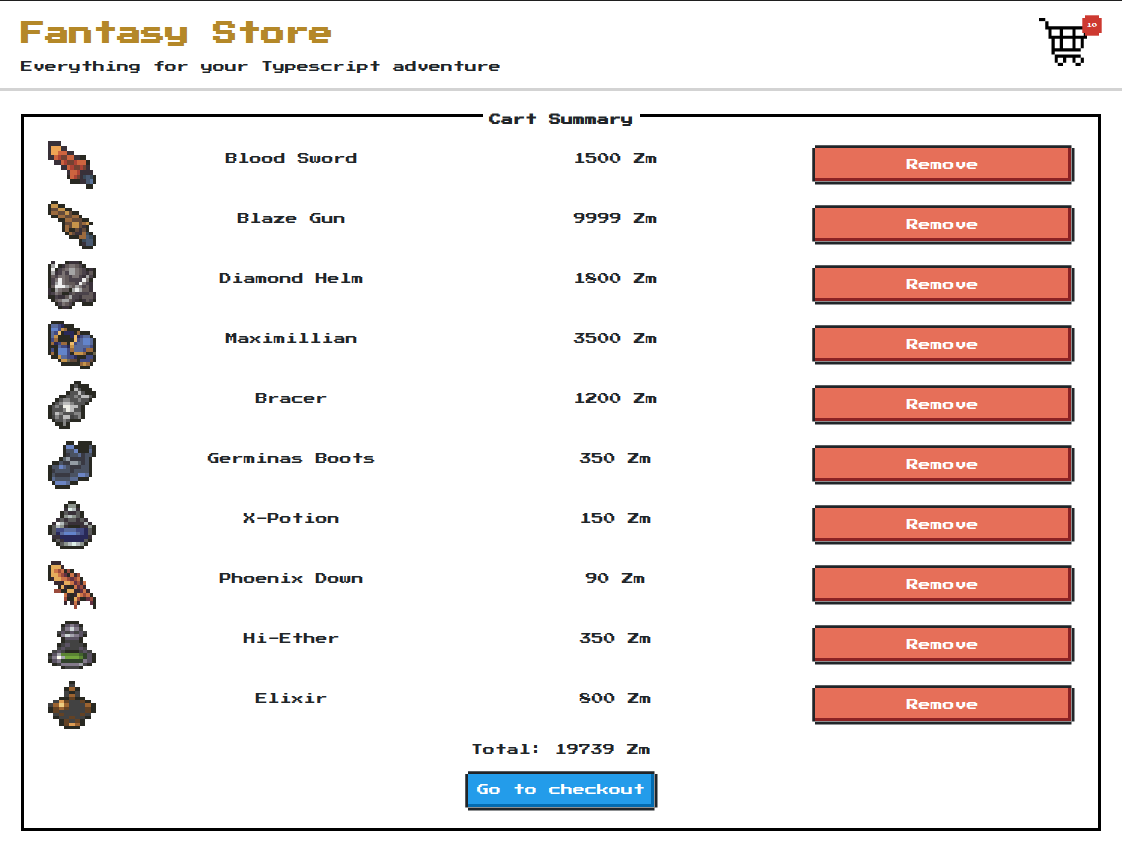 Fantasy Store
10
Everything for your Typescript adventure
Cart Summary
Blood Sword 1500 Zm Remove
Blaze Gun 9999 Zm Remove
Diamond Helm 1800 Zm Remove
Maximillian 3500 Zm Remove
Bracer 1200 Zm Remove
Germinas Boots 350 Zm Remove
X-Potion 150 Zm Remove
Phoenix Down 90 Zm Remove
Hi-Ether 350 Zm Remove
Elixir 800 Zm Remove
Total: 19739 Zm
Go to checkout